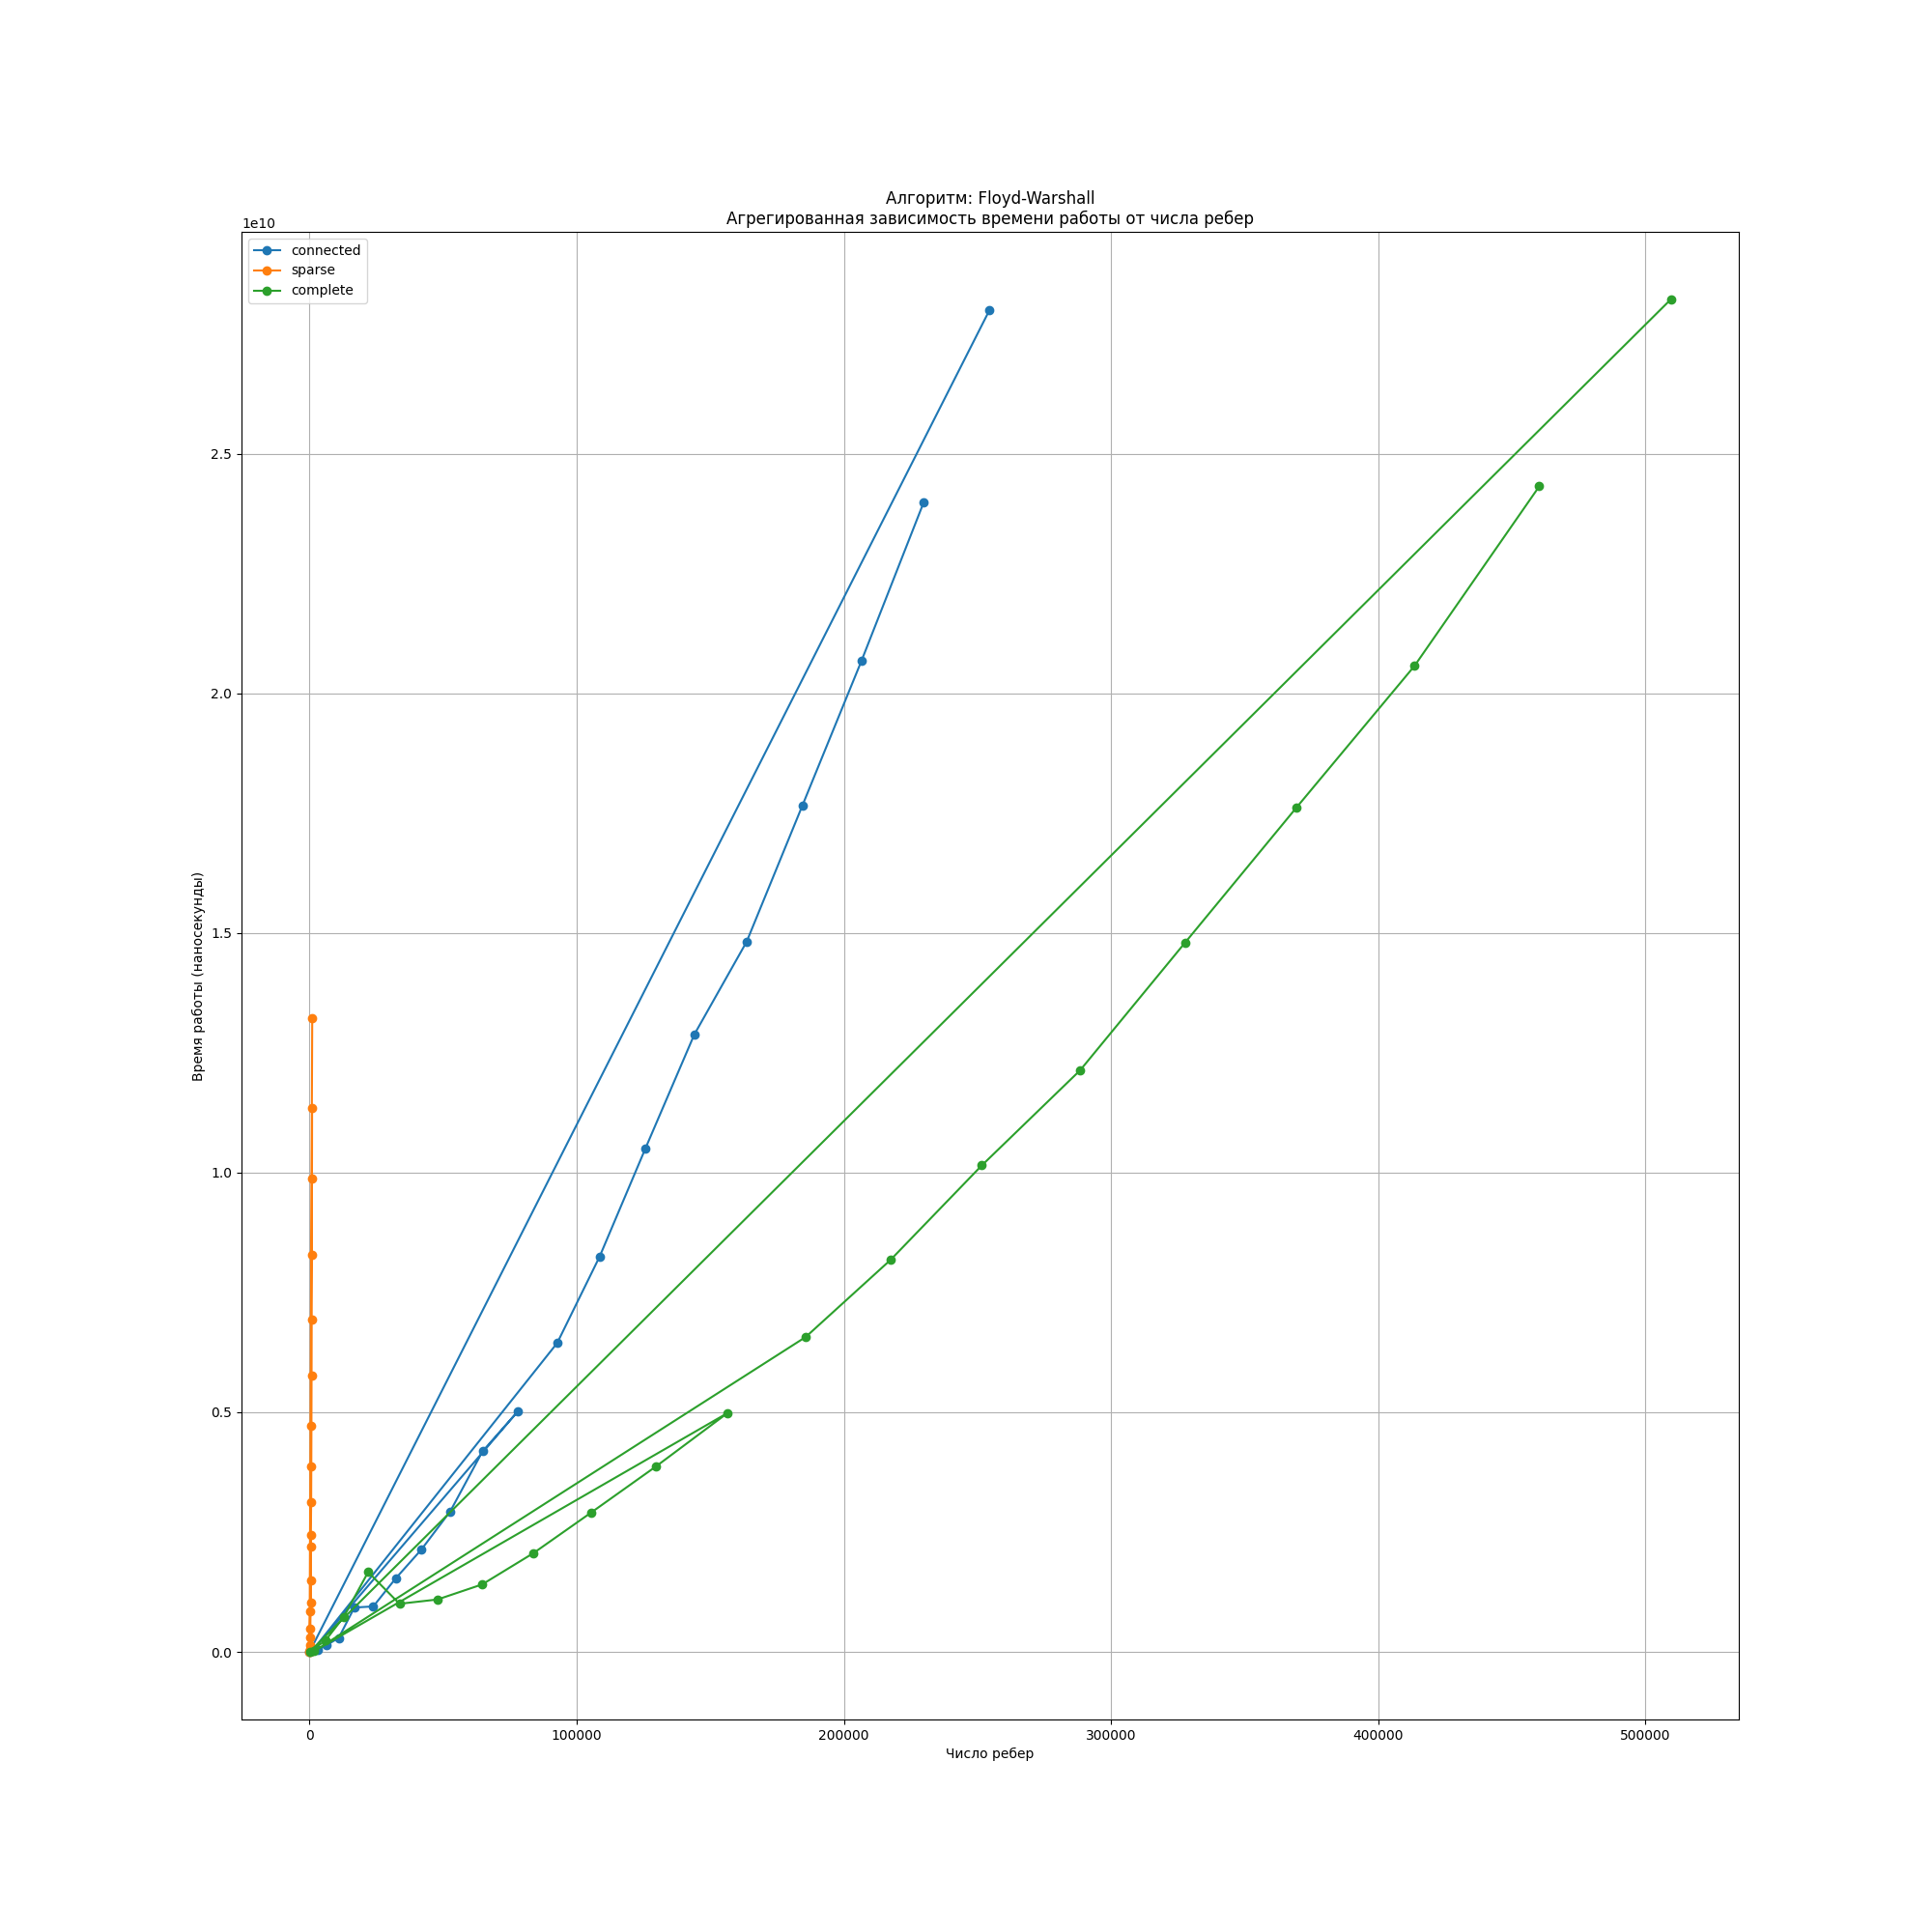 Алгоритм: Floyd-Warshall
Агрегированная зависимость времени работы от числа ребер
1e10
connected
sparse
complete
2.5
2.0
1.5
1.0
0.5
0.0
Время работы (наносекунды)
0 100000 200000 300000 400000 500000
Число ребер